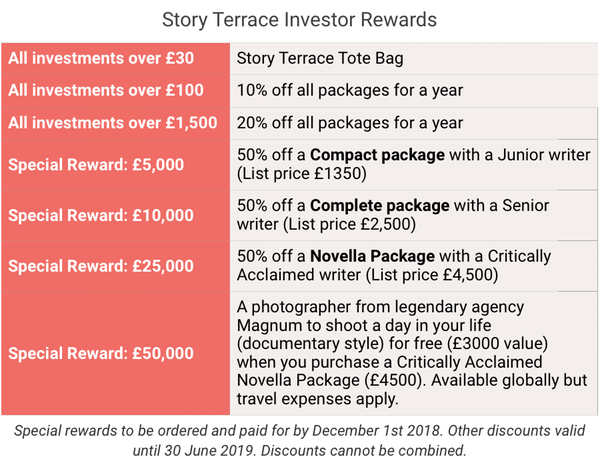 Story Terrace Investor Rewards
All investments over £30
Story Terrace Tote Bag
All investments over £100
10% off all packages for a year
All investments over £1,500
20% off all packages for a year
Special Reward: £5,000
50% off a Compact package with a Junior writer
(List price £1350)
Special Reward: £10,000
50% off a Complete package with a Senior
writer (List price £2,500)
Special Reward: £25,000
50% off a Novella Package with a Critically
Acclaimed writer (List price £4,500)
Special Reward: £50,000
A photographer from legendary agency
Magnum to shoot a day in your life
(documentary style) for free (£3000 value)
when you purchase a Critically Acclaimed
Novella Package (£4500). Available globally but
travel expenses apply.
Special rewards to be ordered and paid for by December 1st 2018. Other discounts valid
until 30 June 2019. Discounts cannot be combined.